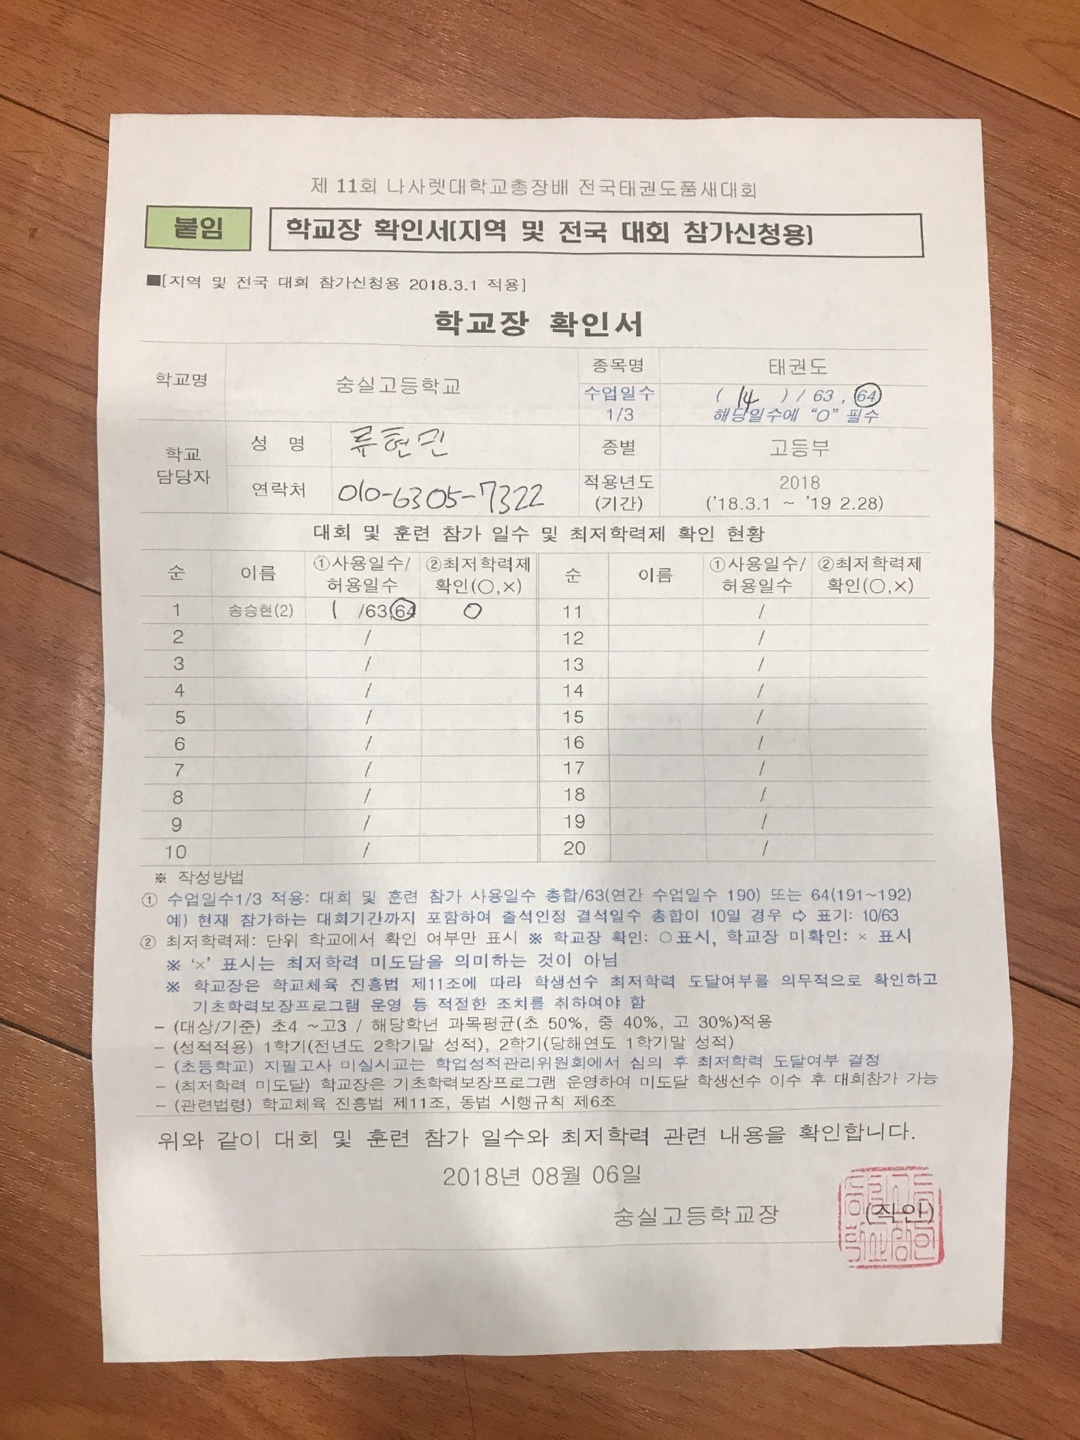 제 11회 나사렛대학교총장배 전국태권도품새대회
붙임 학교장 확인서(지역 및 전국 대회 참가신청용)
■[지역 및 전국 대회 참가신청용 2018.3.1 적용]
학교장 확인서
학교명 숭실고등학교 종목명 태권도
수업일수 1/3 ( 14 ) / 63 , 64
해당일수에 "O" 필수
학교 담당자 성 명 류현민 종별 고등부
연락처 010-6305-7322 적용년도 (기간) 2018
('18.3.1 ~ '19 2.28)
대회 및 훈련 참가 일수 및 최저학력제 확인 현황
순 이름 ①사용일수/허용일수 ②최저학력제 확인(○,×) 순 이름 ①사용일수/허용일수 ②최저학력제 확인(○,×)
1 송승현(2) 1 /63,64 O 11 /
2 / 12 /
3 / 13 /
4 / 14 /
5 / 15 /
6 / 16 /
7 / 17 /
8 / 18 /
9 / 19 /
10 / 20 /
※ 작성방법
① 수업일수1/3 적용: 대회 및 훈련 참가 사용일수 총합/63(연간 수업일수 190) 또는 64(191~192)
예) 현재 참가하는 대회기간까지 포함하여 출석인정 결석일수 총합이 10일 경우 ⇨ 표기: 10/63
② 최저학력제: 단위 학교에서 확인 여부만 표시 ※ 학교장 확인: ○표시, 학교장 미확인: × 표시
※ '×' 표시는 최저학력 미도달을 의미하는 것이 아님
※ 학교장은 학교체육 진흥법 제11조에 따라 학생선수 최저학력 도달여부를 의무적으로 확인하고
기초학력보장프로그램 운영 등 적절한 조치를 취하여야 함
- (대상/기준) 초4 ~고3 / 해당학년 과목평균(초 50%, 중 40%, 고 30%)적용
- (성적적용) 1학기(전년도 2학기말 성적), 2학기(당해연도 1학기말 성적)
- (초등학교) 지필고사 미실시교는 학업성적관리위원회에서 심의 후 최저학력 도달여부 결정
- (최저학력 미도달) 학교장은 기초학력보장프로그램 운영하여 미도달 학생선수 이수 후 대회참가 가능
- (관련법령) 학교체육 진흥법 제11조, 동법 시행규칙 제6조
위와 같이 대회 및 훈련 참가 일수와 최저학력 관련 내용을 확인합니다.
2018년 08월 06일
숭실고등학교장 (직인)